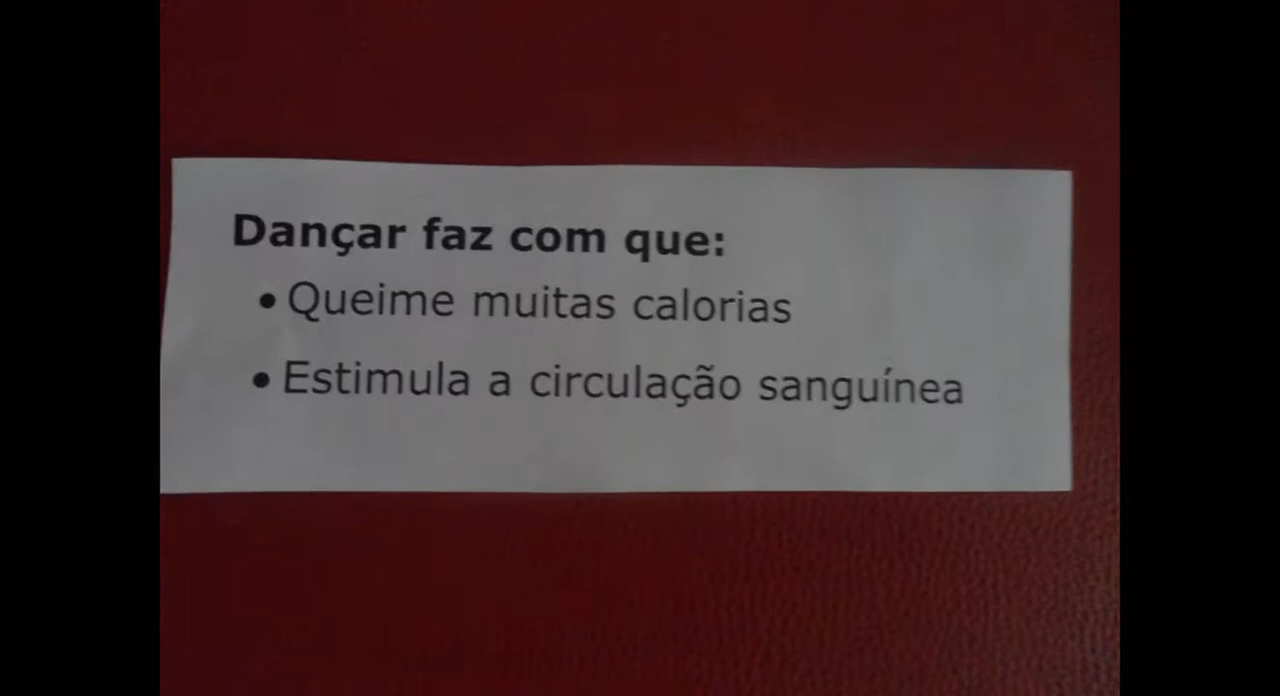 Dançar faz com que:
• Queime muitas calorias
• Estimula a circulação sanguínea